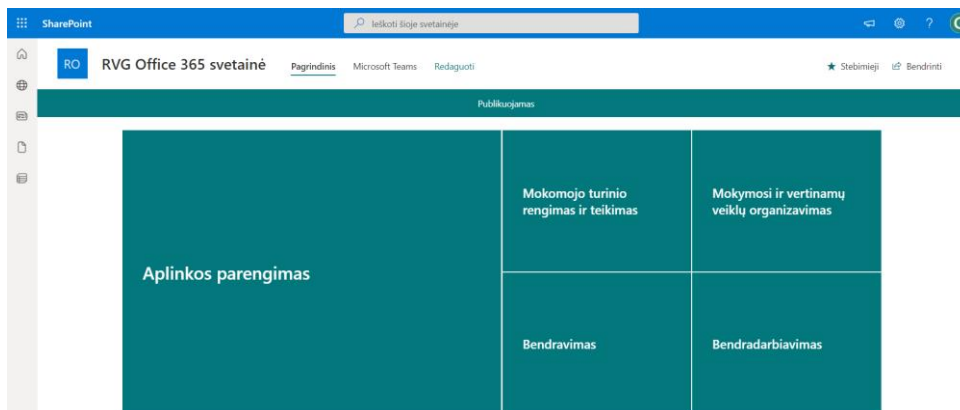 SharePoint
Ieškoti šioje svetainėje
?
RO
RVG Office 365 svetainė
Pagrindinis
Microsoft Teams
Redaguoti
Stebimieji
Bendrinti
Publikuojamas
Aplinkos parengimas
Mokomojo turinio
rengimas ir teikimas
Mokymosi ir vertinamų
veiklų organizavimas
Bendravimas
Bendradarbiavimas